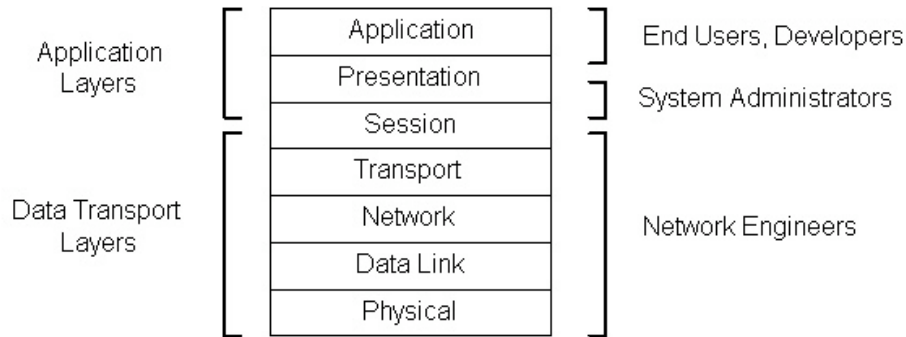 Application
Layers
Data Transport
Layers
Application
Presentation
Session
Transport
Network
Data Link
Physical
End Users, Developers
System Administrators
Network Engineers